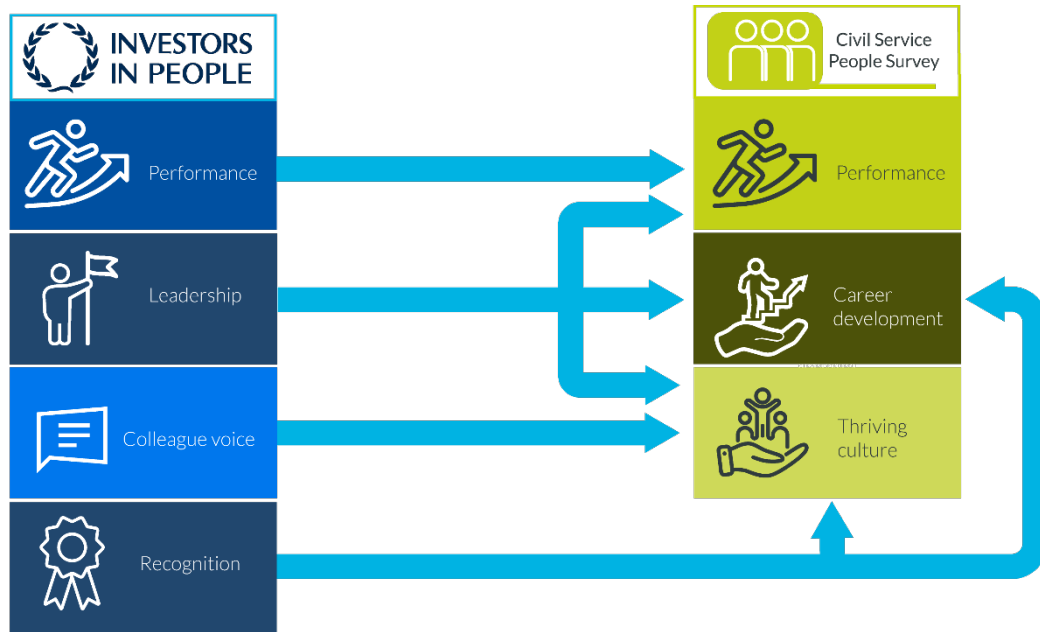 INVESTORS
IN PEOPLE
Performance
Leadership
Colleague voice
Recognition
Civil Service
People Survey
Performance
Career
development
Thriving
culture